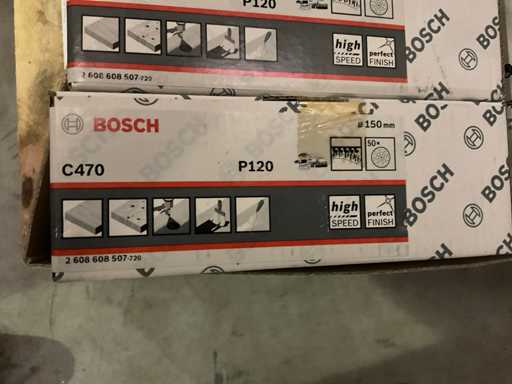 P120
high
SPEED
perfect
FINISH
2 608 608 507-720
BOSCH
BOSCH
C470
P120
ø 150 mm
50×
high
SPEED
perfect
FINISH
2 608 608 507-720
BOSCH